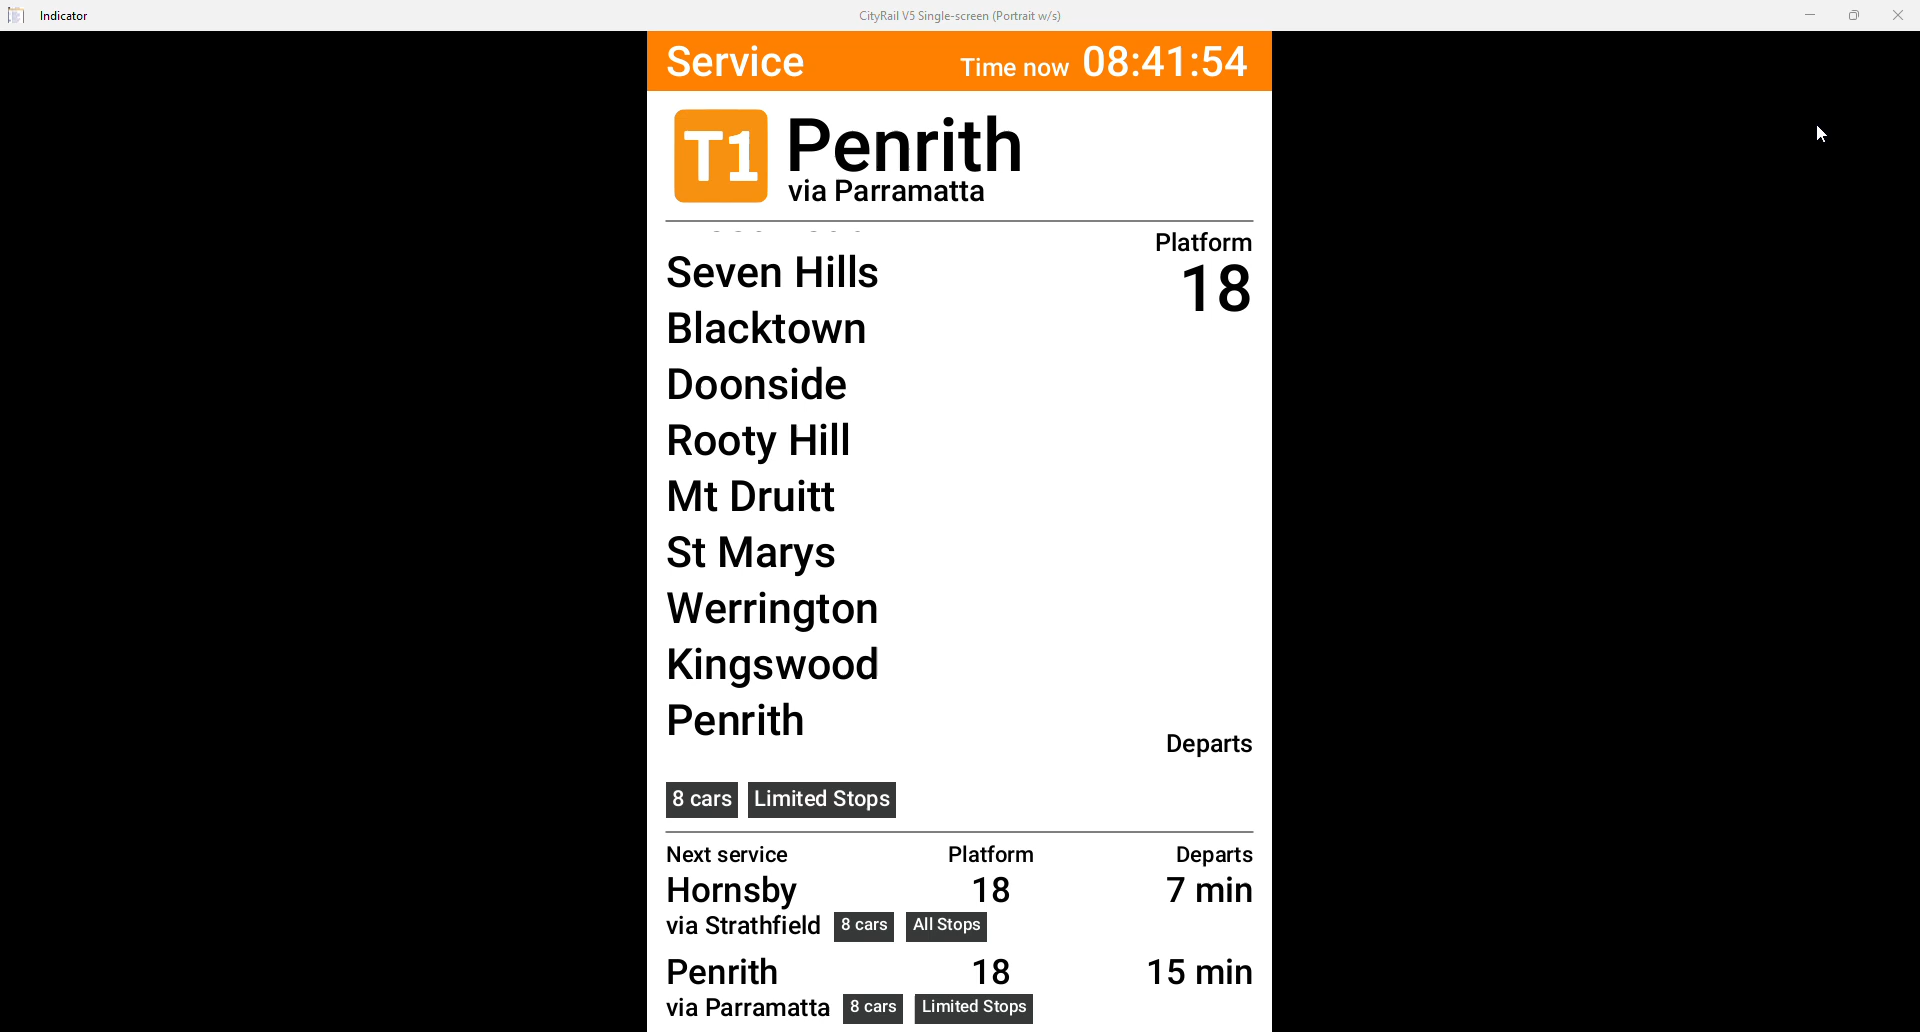 Indicator
CityRail V5 Single-screen (Portrait w/s)
Service Time now 08:41:54
T1 Penrith
via Parramatta
Platform
18
Seven Hills
Blacktown
Doonside
Rooty Hill
Mt Druitt
St Marys
Werrington
Kingswood
Penrith
Departs
8 cars Limited Stops
Next service Platform Departs
Hornsby 18 7 min
via Strathfield 8 cars All Stops
Penrith 18 15 min
via Parramatta 8 cars Limited Stops